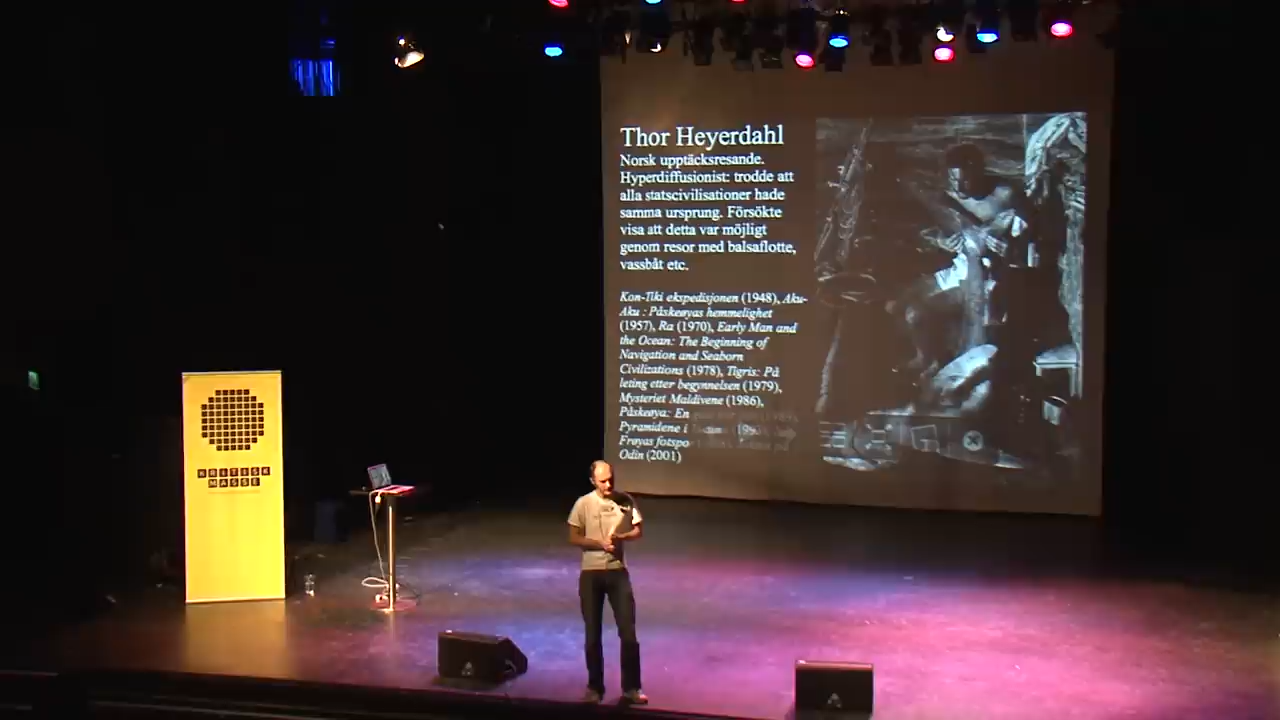 Thor Heyerdahl
Norsk upptäcksresande.
Hyperdiffusionist: trodde att
alla statscivilisationer hade
samma ursprung. Försökte
visa att detta var möjligt
genom resor med balsaflotte,
vassbåt etc.
Kon-Tiki ekspedisjonen (1948), Aku-
Aku : Påskeøyas hemmelighet
(1957), Ra (1970), Early Man and
the Ocean: The Beginning of
Navigation and Seaborn
Civilizations (1978), Tigris: På
leting etter begynnelsen (1979),
Mysteriet Maldivene (1986),
Påskeøya: En
Pyramidene i
Frøyas fotspo
Odin (2001)
KRITISK
MASSE